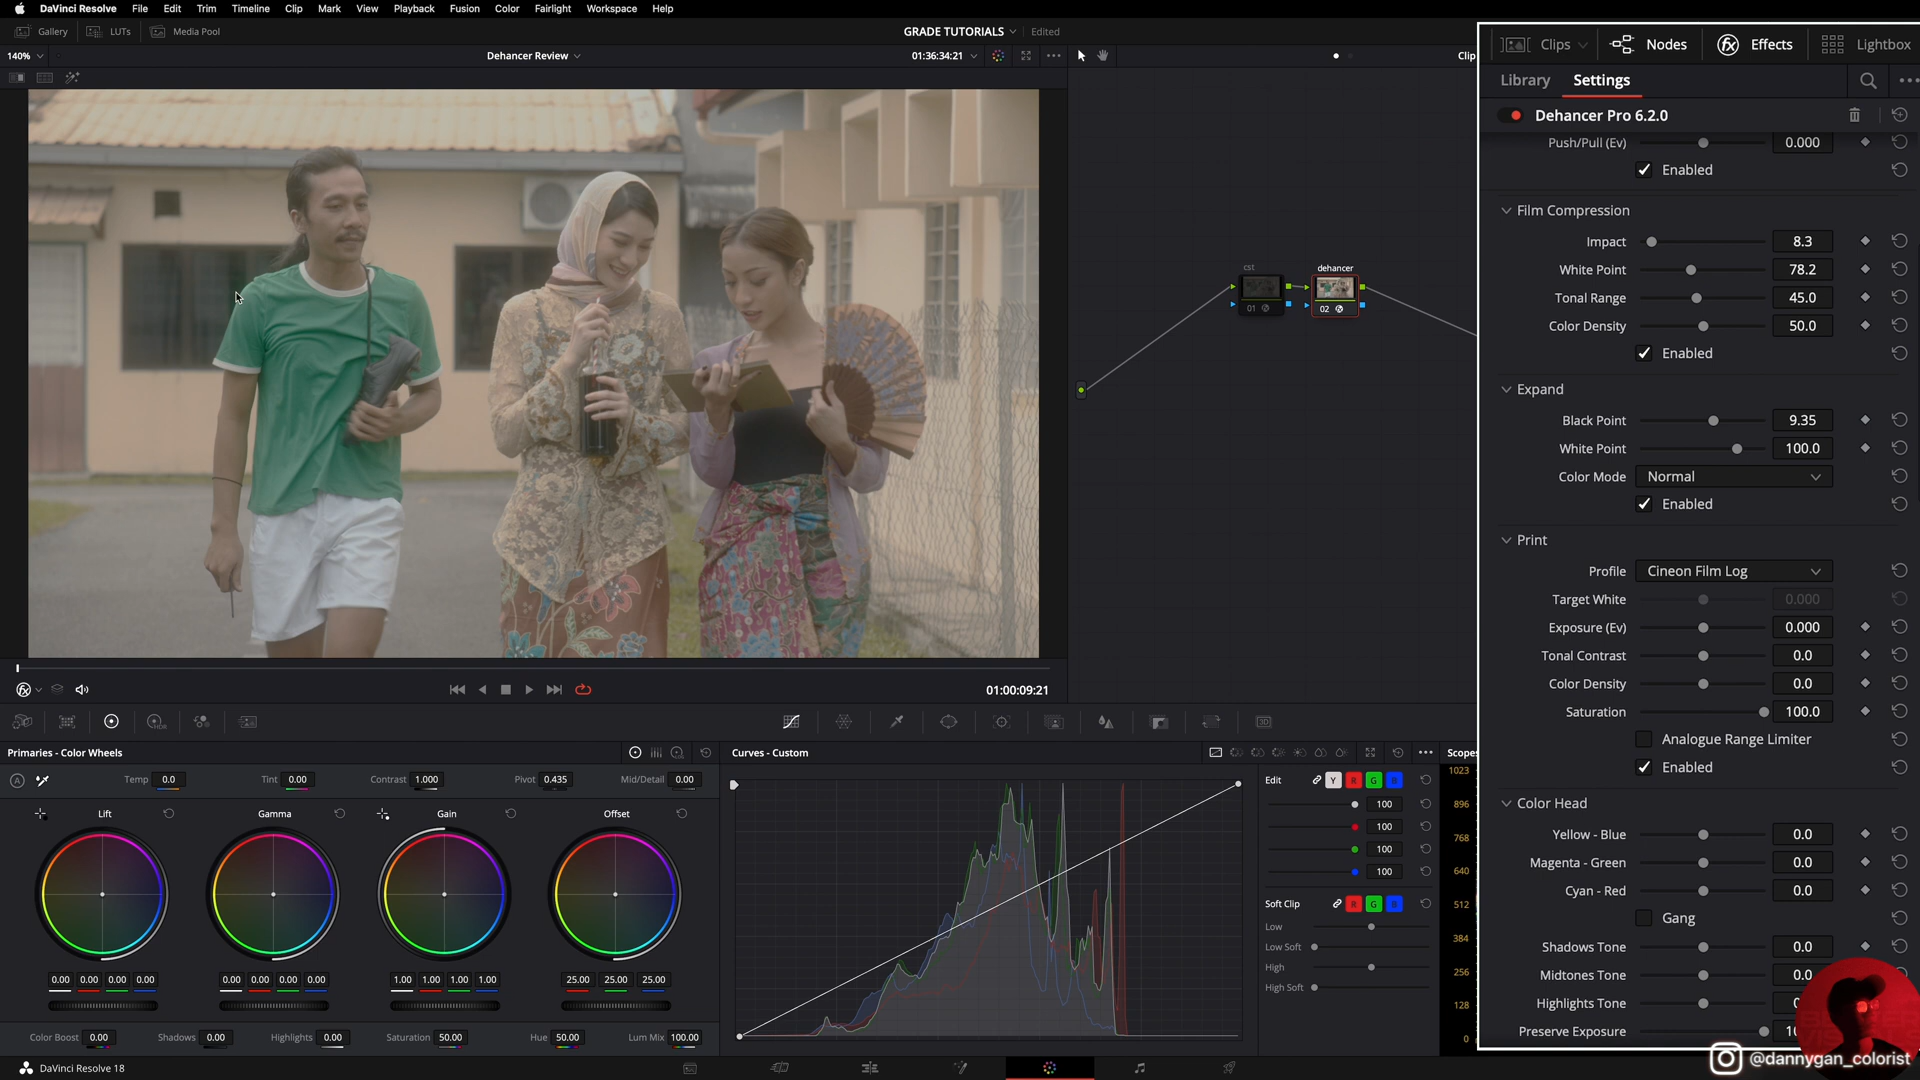 DaVinci Resolve File Edit Trim Timeline Clip Mark View Playback Fusion Color Fairlight Workspace Help
Gallery LUTs Media Pool
GRADE TUTORIALS Edited
140%
Dehancer Review
01:36:34:21
Clip
cst
01
dehancer
02
01:00:09:21
Primaries - Color Wheels
Temp 0.0 Tint 0.00 Contrast 1.000 Pivot 0.435 Mid/Detail 0.00
Lift Gamma Gain Offset
0.00 0.00 0.00 0.00
0.00 0.00 0.00 0.00
1.00 1.00 1.00 1.00
25.00 25.00 25.00
Color Boost 0.00 Shadows 0.00 Highlights 0.00 Saturation 50.00 Hue 50.00 Lum Mix 100.00
Curves - Custom
Edit Y R G B
100
100
100
100
Soft Clip R G B
Low
Low Soft
High
High Soft
Scopes
1023
896
768
640
512
384
256
128
0
Clips Nodes Effects Lightbox
Library Settings
Dehancer Pro 6.2.0
Push/Pull (Ev) 0.000
Enabled
Film Compression
Impact 8.3
White Point 78.2
Tonal Range 45.0
Color Density 50.0
Enabled
Expand
Black Point 9.35
White Point 100.0
Color Mode Normal
Enabled
Print
Profile Cineon Film Log
Target White 0.000
Exposure (Ev) 0.000
Tonal Contrast 0.0
Color Density 0.0
Saturation 100.0
Analogue Range Limiter
Enabled
Color Head
Yellow - Blue 0.0
Magenta - Green 0.0
Cyan - Red 0.0
Gang
Shadows Tone 0.0
Midtones Tone 0.0
Highlights Tone
Preserve Exposure
@dannygan_colorist
DaVinci Resolve 18